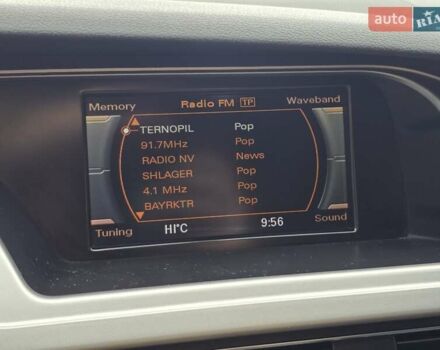 auto RIA
Memory Radio FM TP Waveband
TERNOPIL Pop
91.7MHz Pop
RADIO NV News
SHLAGER Pop
4.1 MHz Pop
BAYRKTR Pop
Tuning HI°C 9:56 Sound